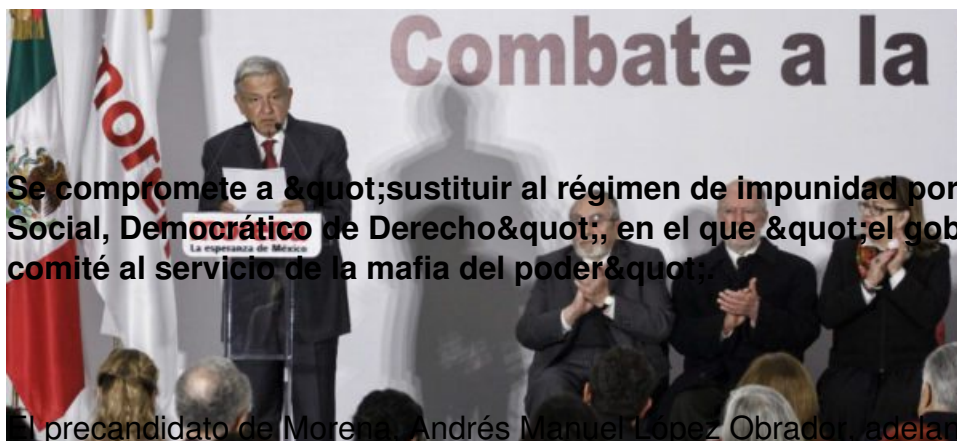 Combate a la
morena
Se compromete a &quot;sustituir al régimen de impunidad por
Social, Democrático de Derecho&quot;, en el que &quot;el gob
morena
La esperanza de México
comité al servicio de la mafia del poder&quot;.
El precandidato de Morena, Andrés Manuel López Obrador, adelan